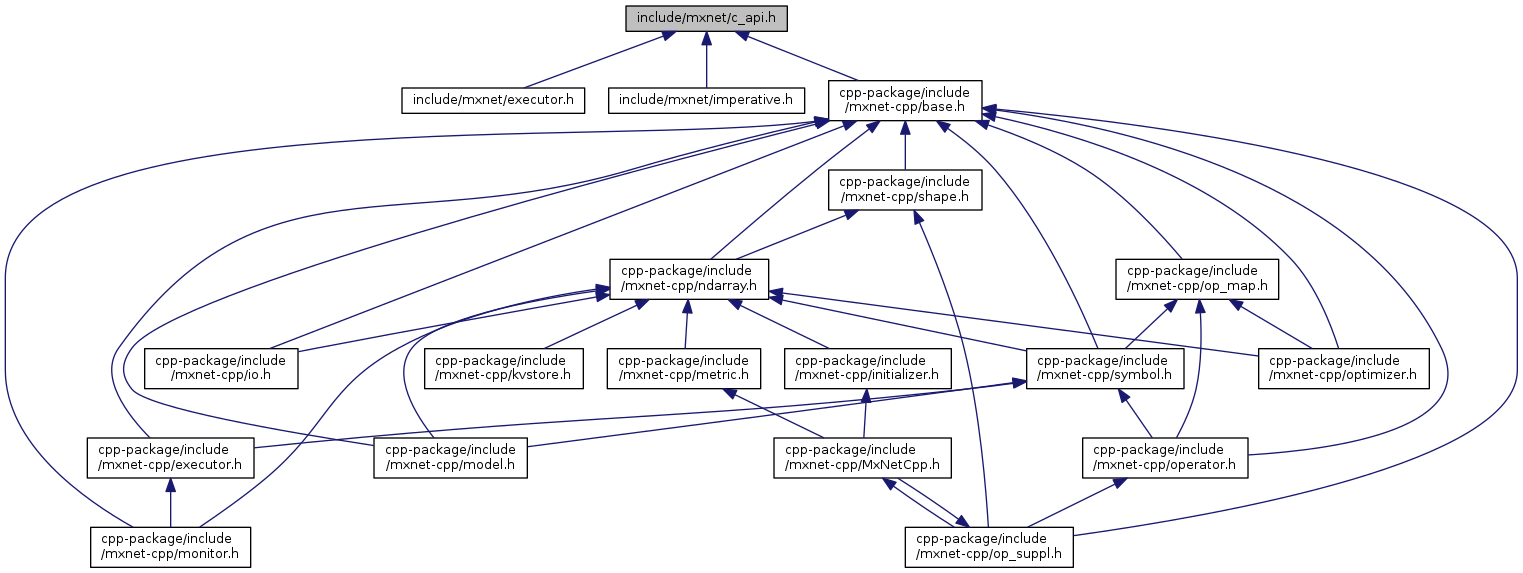 include/mxnet/c_api.h
include/mxnet/executor.h
include/mxnet/imperative.h
cpp-package/include
/mxnet-cpp/base.h
cpp-package/include
/mxnet-cpp/shape.h
cpp-package/include
/mxnet-cpp/ndarray.h
cpp-package/include
/mxnet-cpp/op_map.h
cpp-package/include
/mxnet-cpp/io.h
cpp-package/include
/mxnet-cpp/kvstore.h
cpp-package/include
/mxnet-cpp/metric.h
cpp-package/include
/mxnet-cpp/initializer.h
cpp-package/include
/mxnet-cpp/symbol.h
cpp-package/include
/mxnet-cpp/optimizer.h
cpp-package/include
/mxnet-cpp/executor.h
cpp-package/include
/mxnet-cpp/model.h
cpp-package/include
/mxnet-cpp/MxNetCpp.h
cpp-package/include
/mxnet-cpp/operator.h
cpp-package/include
/mxnet-cpp/monitor.h
cpp-package/include
/mxnet-cpp/op_suppl.h